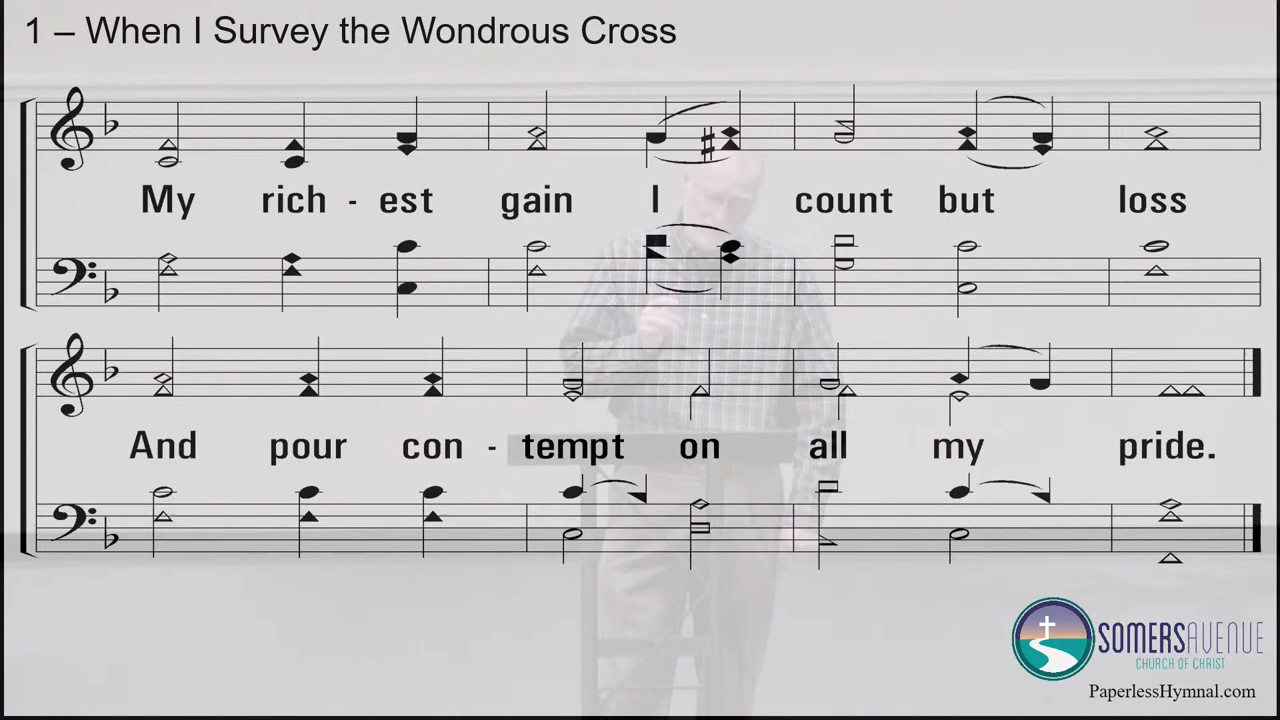 1 – When I Survey the Wondrous Cross
My rich - est gain I count but loss
And pour con - tempt on all my pride.
SOMERSAVENUE
CHURCH OF CHRIST
PaperlessHymnal.com